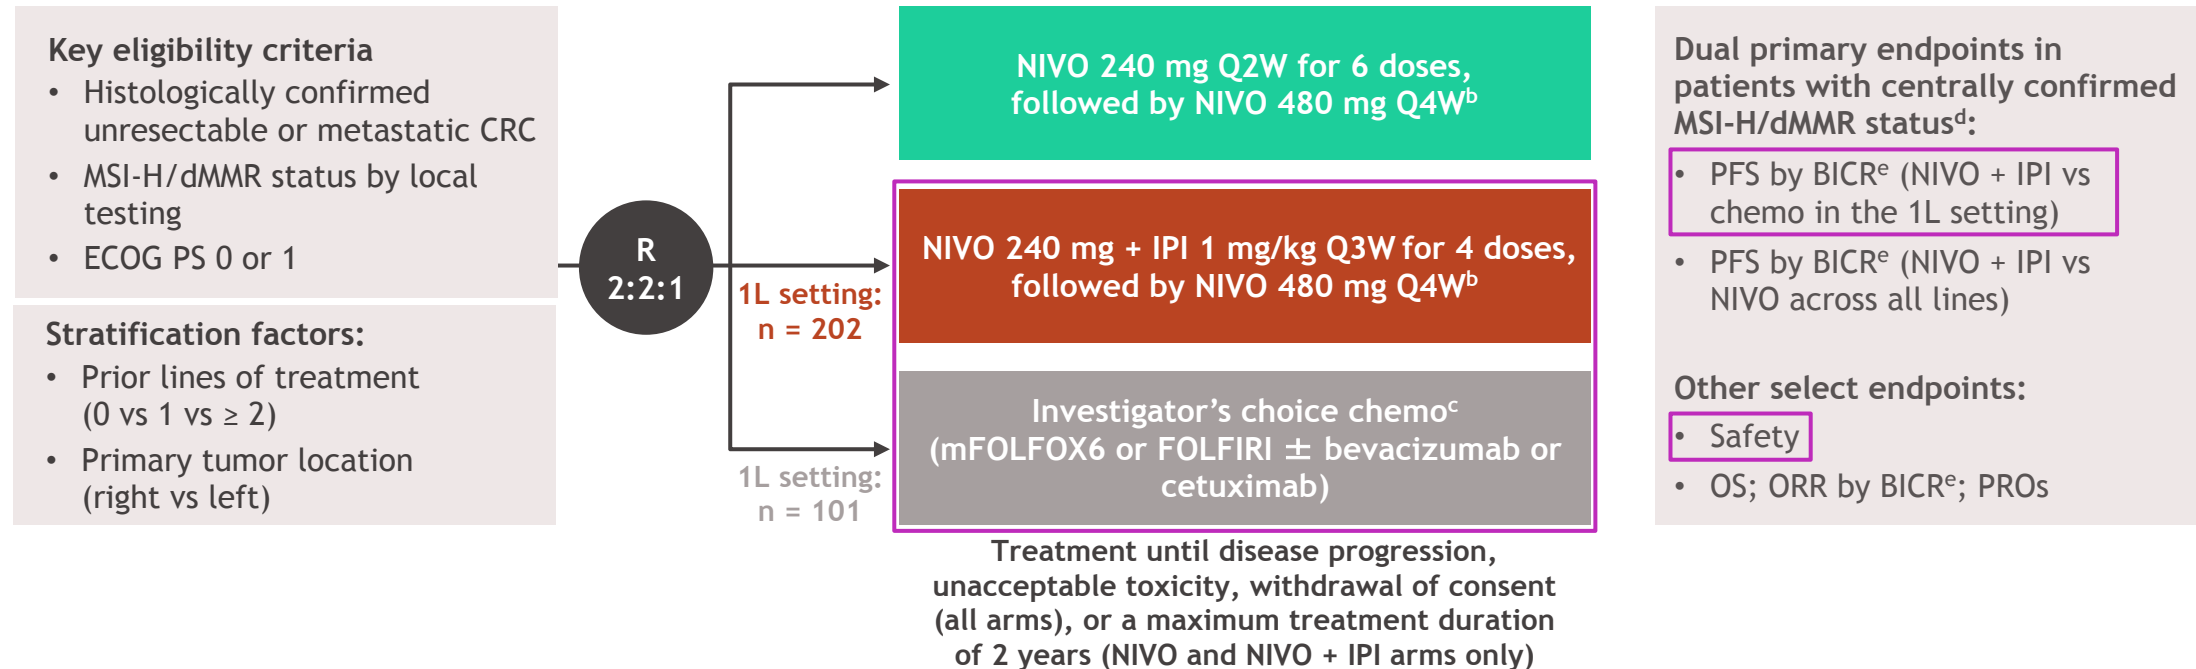 Key eligibility criteria
• Histologically confirmed
unresectable or metastatic CRC
• MSI-H/dMMR status by local
testing
• ECOG PS 0 or 1
Stratification factors:
• Prior lines of treatment
(0 vs 1 vs ≥ 2)
• Primary tumor location
(right vs left)
R
2:2:1
1L setting:
n = 202
1L setting:
n = 101
NIVO 240 mg Q2W for 6 doses,
followed by NIVO 480 mg Q4Wᵇ
NIVO 240 mg + IPI 1 mg/kg Q3W for 4 doses,
followed by NIVO 480 mg Q4Wᵇ
Investigator’s choice chemoᶜ
(mFOLFOX6 or FOLFIRI ± bevacizumab or
cetuximab)
Treatment until disease progression,
unacceptable toxicity, withdrawal of consent
(all arms), or a maximum treatment duration
of 2 years (NIVO and NIVO + IPI arms only)
Dual primary endpoints in
patients with centrally confirmed
MSI-H/dMMR statusᵈ:
• PFS by BICRᵉ (NIVO + IPI vs
chemo in the 1L setting)
• PFS by BICRᵉ (NIVO + IPI vs
NIVO across all lines)
Other select endpoints:
• Safety
• OS; ORR by BICRᵉ; PROs